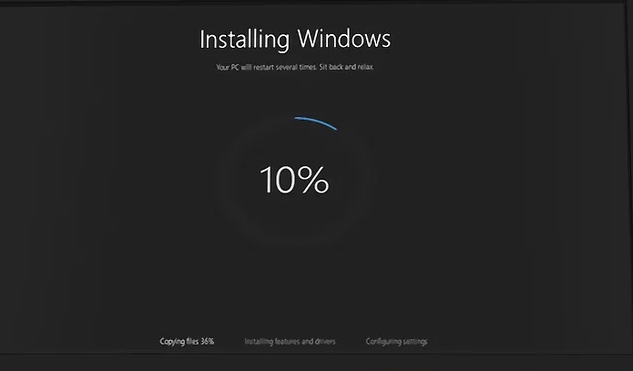 Installing Windows
Your PC will restart several times. Sit back and relax.
10%
Copying files 36% Installing features and drivers Configuring settings